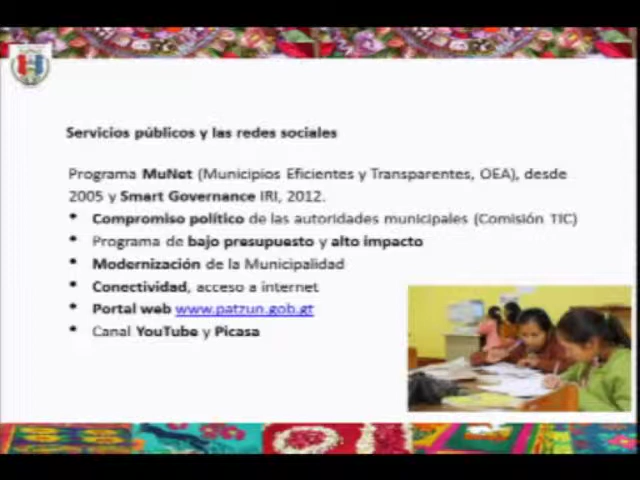 Servicios públicos y las redes sociales
Programa MuNet (Municipios Eficientes y Transparentes, OEA), desde
2005 y Smart Governance IRI, 2012.
• Compromiso político de las autoridades municipales (Comisión TIC)
• Programa de bajo presupuesto y alto impacto
• Modernización de la Municipalidad
• Conectividad, acceso a internet
• Portal web www.patzun.gob.gt
• Canal YouTube y Picasa